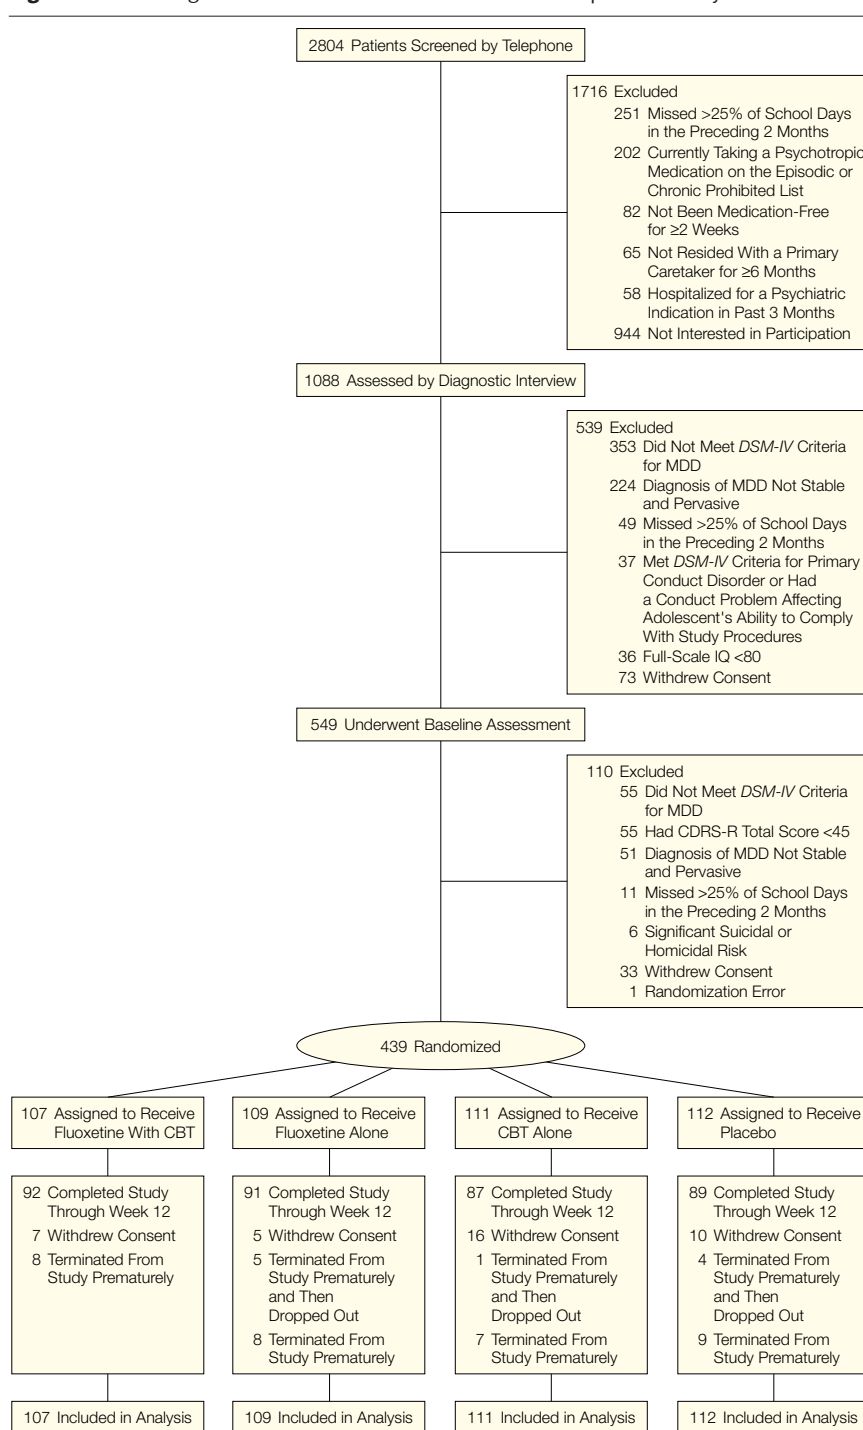 2804 Patients Screened by Telephone
1716 Excluded
251 Missed >25% of School Days
in the Preceding 2 Months
202 Currently Taking a Psychotropic
Medication on the Episodic or
Chronic Prohibited List
82 Not Been Medication-Free
for ≥2 Weeks
65 Not Resided With a Primary
Caretaker for ≥6 Months
58 Hospitalized for a Psychiatric
Indication in Past 3 Months
944 Not Interested in Participation
1088 Assessed by Diagnostic Interview
539 Excluded
353 Did Not Meet DSM-IV Criteria
for MDD
224 Diagnosis of MDD Not Stable
and Pervasive
49 Missed >25% of School Days
in the Preceding 2 Months
37 Met DSM-IV Criteria for Primary
Conduct Disorder or Had
a Conduct Problem Affecting
Adolescent's Ability to Comply
With Study Procedures
36 Full-Scale IQ <80
73 Withdrew Consent
549 Underwent Baseline Assessment
110 Excluded
55 Did Not Meet DSM-IV Criteria
for MDD
55 Had CDRS-R Total Score <45
51 Diagnosis of MDD Not Stable
and Pervasive
11 Missed >25% of School Days
in the Preceding 2 Months
6 Significant Suicidal or
Homicidal Risk
33 Withdrew Consent
1 Randomization Error
439 Randomized
107 Assigned to Receive
Fluoxetine With CBT
109 Assigned to Receive
Fluoxetine Alone
111 Assigned to Receive
CBT Alone
112 Assigned to Receive
Placebo
92 Completed Study
Through Week 12
7 Withdrew Consent
8 Terminated From
Study Prematurely
91 Completed Study
Through Week 12
5 Withdrew Consent
5 Terminated From
Study Prematurely
and Then
Dropped Out
8 Terminated From
Study Prematurely
87 Completed Study
Through Week 12
16 Withdrew Consent
1 Terminated From
Study Prematurely
and Then
Dropped Out
7 Terminated From
Study Prematurely
89 Completed Study
Through Week 12
10 Withdrew Consent
4 Terminated From
Study Prematurely
and Then
Dropped Out
9 Terminated From
Study Prematurely
107 Included in Analysis
109 Included in Analysis
111 Included in Analysis
112 Included in Analysis